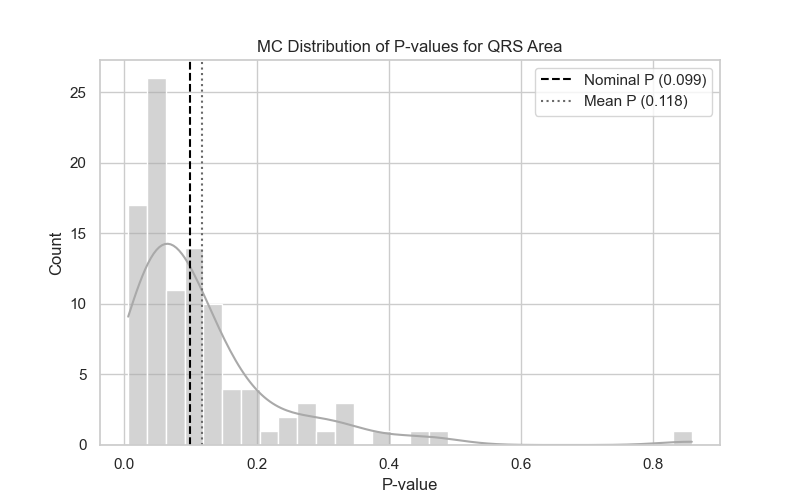 MC Distribution of P-values for QRS Area
Nominal P (0.099)
Mean P (0.118)
Count
25
20
15
10
5
0
0.0 0.2 0.4 0.6 0.8
P-value